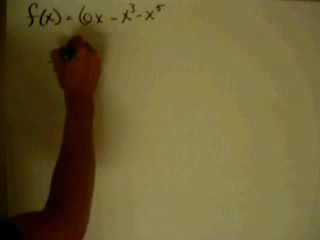 f(x) = 6x - x³ - x⁵